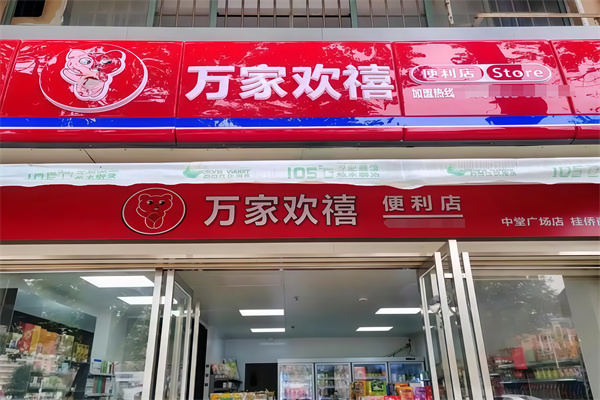 万家欢禧 便利店 Store
加盟热线
105℃
万家欢禧 便利店
中堂广场店